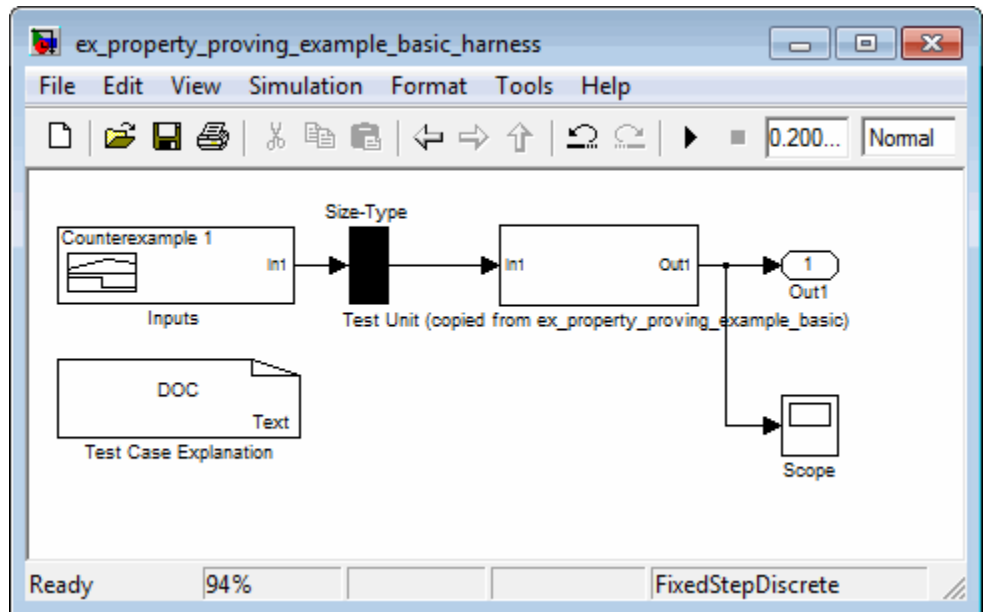 ex_property_proving_example_basic_harness
File Edit View Simulation Format Tools Help
0.200... Normal
Size-Type
Counterexample 1
In1
In1
Out1
1
Out1
Inputs
Test Unit (copied from ex_property_proving_example_basic)
DOC
Text
Test Case Explanation
Scope
Ready 94% FixedStepDiscrete